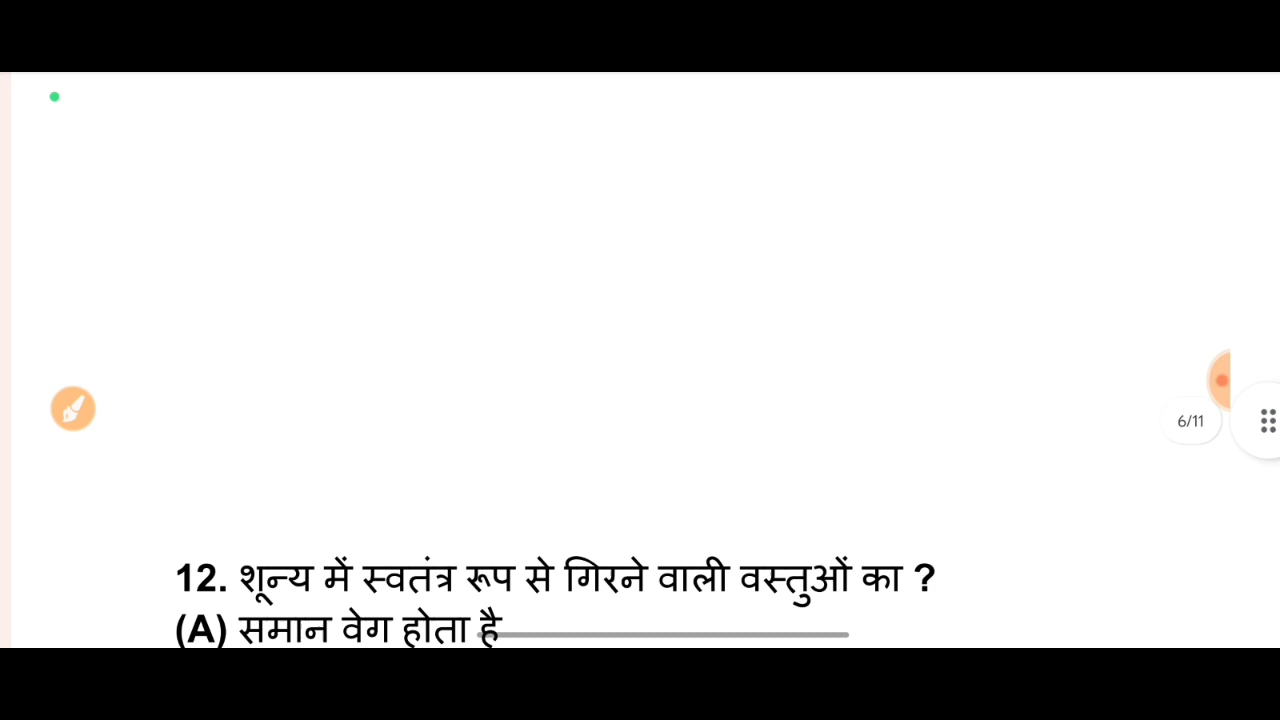 6/11
12. शून्य में स्वतंत्र रूप से गिरने वाली वस्तुओं का ?
(A) समान वेग होता है